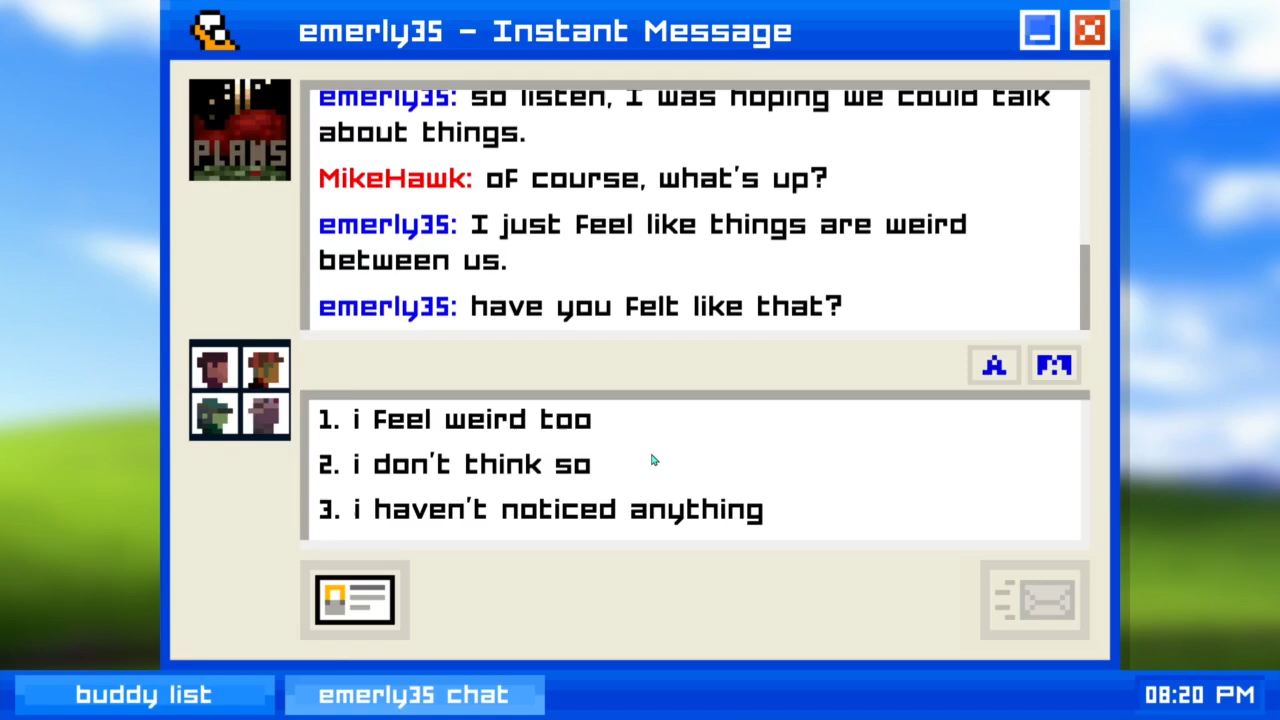 emerly35 - Instant Message
PLANS
emerly35: so listen, I was hoping we could talk
about things.
MikeHawk: of course, what's up?
emerly35: I just feel like things are weird
between us.
emerly35: have you felt like that?
A
1. i feel weird too
2. i don't think so
3. i haven't noticed anything
buddy list
emerly35 chat
08:20 PM